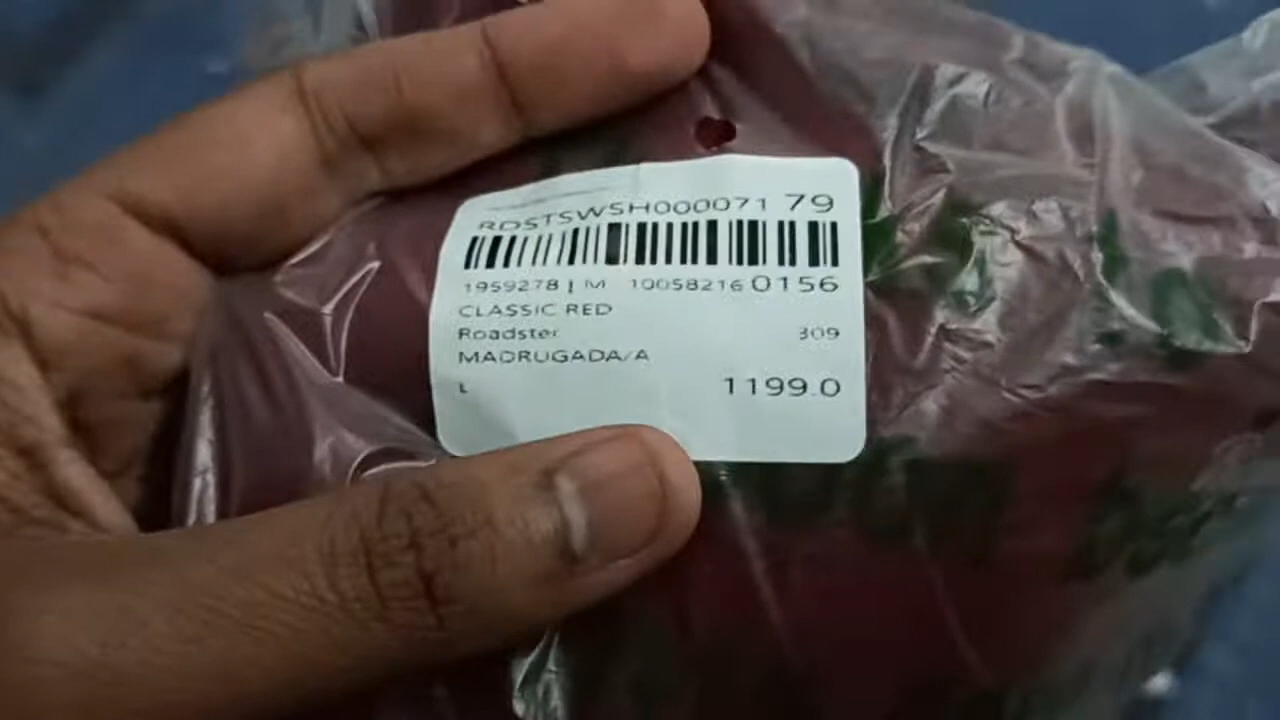 RDSTSWSH000071 79
1959278 | M 10058216 0156
CLASSIC RED
Roadster 309
MADRUGADA/A
L 1199.0